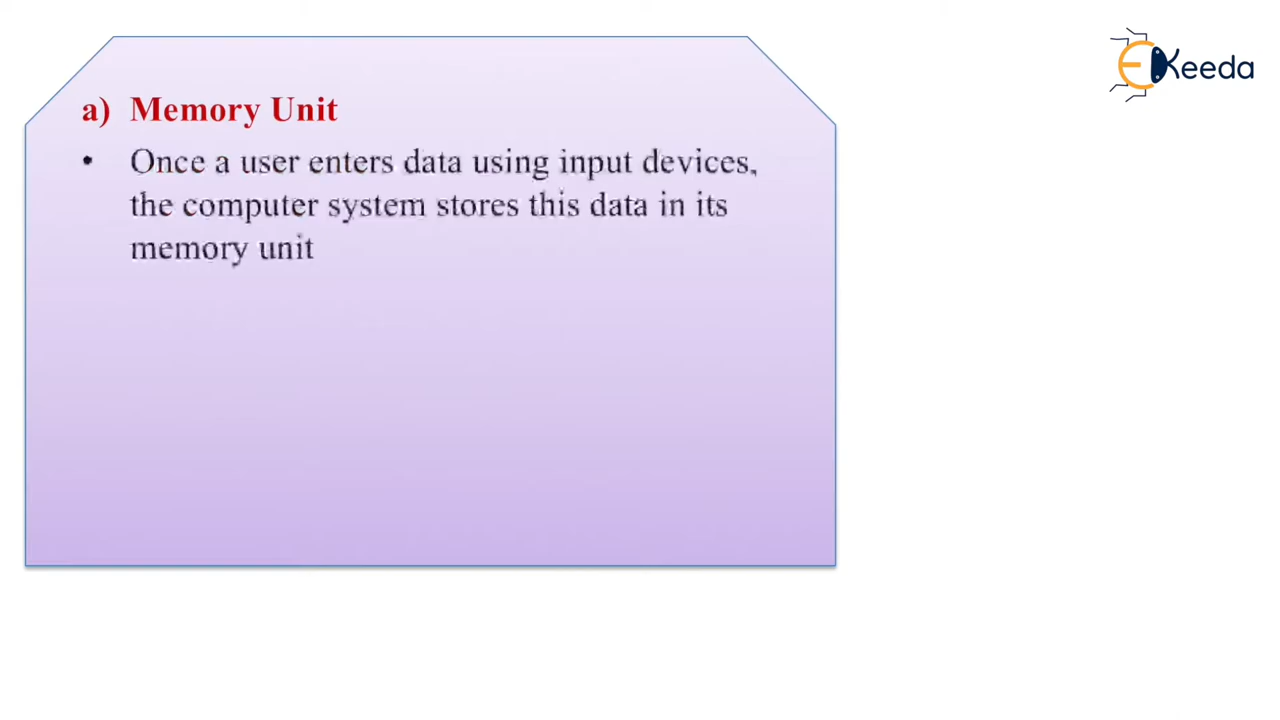 EKeeda
a) Memory Unit
• Once a user enters data using input devices,
the computer system stores this data in its
memory unit